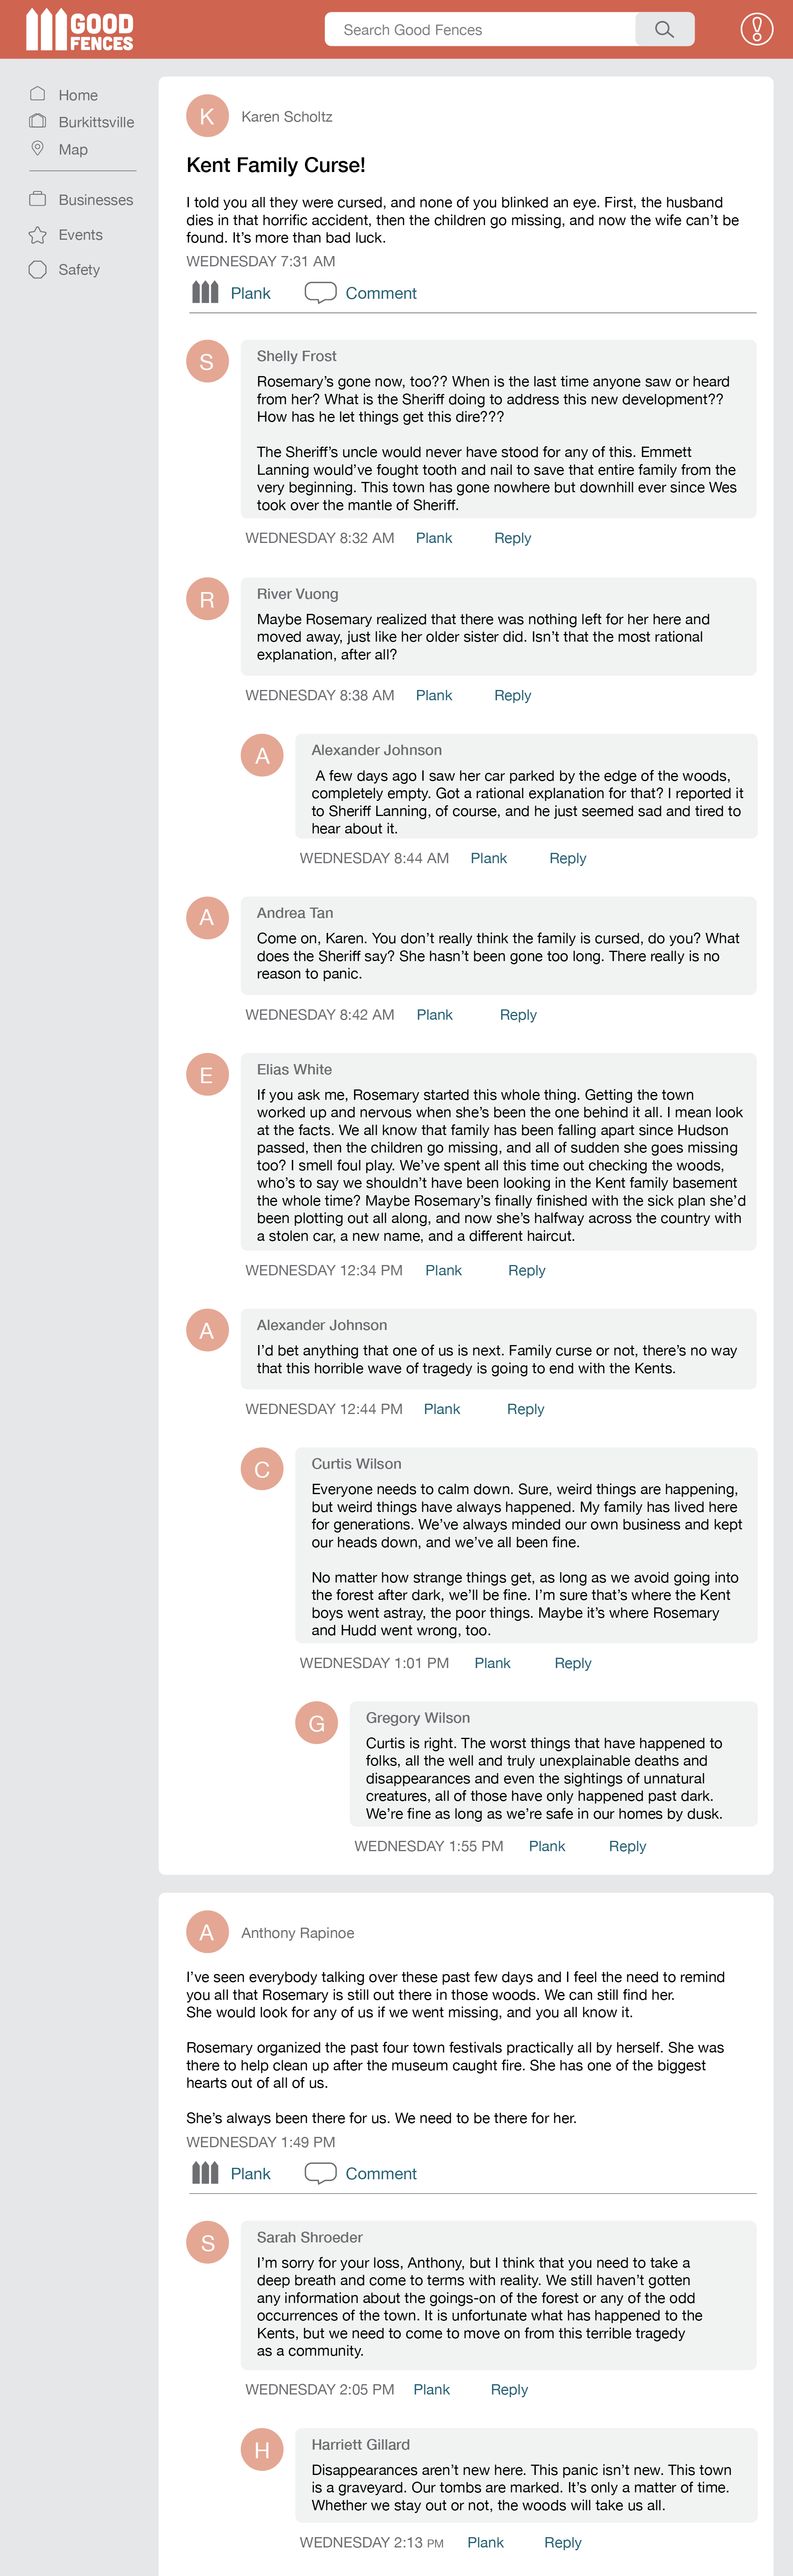 GOOD
FENCES
Search Good Fences
Home
Burkittsville
Map
Businesses
Events
Safety
K
Karen Scholtz
Kent Family Curse!
I told you all they were cursed, and none of you blinked an eye. First, the husband
dies in that horrific accident, then the children go missing, and now the wife can’t be
found. It’s more than bad luck.
WEDNESDAY 7:31 AM
Plank Comment
S
Shelly Frost
Rosemary’s gone now, too?? When is the last time anyone saw or heard
from her? What is the Sheriff doing to address this new development??
How has he let things get this dire???
The Sheriff’s uncle would never have stood for any of this. Emmett
Lanning would’ve fought tooth and nail to save that entire family from the
very beginning. This town has gone nowhere but downhill ever since Wes
took over the mantle of Sheriff.
WEDNESDAY 8:32 AM Plank Reply
R
River Vuong
Maybe Rosemary realized that there was nothing left for her here and
moved away, just like her older sister did. Isn’t that the most rational
explanation, after all?
WEDNESDAY 8:38 AM Plank Reply
A
Alexander Johnson
A few days ago I saw her car parked by the edge of the woods,
completely empty. Got a rational explanation for that? I reported it
to Sheriff Lanning, of course, and he just seemed sad and tired to
hear about it.
WEDNESDAY 8:44 AM Plank Reply
A
Andrea Tan
Come on, Karen. You don’t really think the family is cursed, do you? What
does the Sheriff say? She hasn’t been gone too long. There really is no
reason to panic.
WEDNESDAY 8:42 AM Plank Reply
E
Elias White
If you ask me, Rosemary started this whole thing. Getting the town
worked up and nervous when she’s been the one behind it all. I mean look
at the facts. We all know that family has been falling apart since Hudson
passed, then the children go missing, and all of sudden she goes missing
too? I smell foul play. We’ve spent all this time out checking the woods,
who’s to say we shouldn’t have been looking in the Kent family basement
the whole time? Maybe Rosemary’s finally finished with the sick plan she’d
been plotting out all along, and now she’s halfway across the country with
a stolen car, a new name, and a different haircut.
WEDNESDAY 12:34 PM Plank Reply
A
Alexander Johnson
I’d bet anything that one of us is next. Family curse or not, there’s no way
that this horrible wave of tragedy is going to end with the Kents.
WEDNESDAY 12:44 PM Plank Reply
C
Curtis Wilson
Everyone needs to calm down. Sure, weird things are happening,
but weird things have always happened. My family has lived here
for generations. We’ve always minded our own business and kept
our heads down, and we’ve all been fine.
No matter how strange things get, as long as we avoid going into
the forest after dark, we’ll be fine. I’m sure that’s where the Kent
boys went astray, the poor things. Maybe it’s where Rosemary
and Hudd went wrong, too.
WEDNESDAY 1:01 PM Plank Reply
G
Gregory Wilson
Curtis is right. The worst things that have happened to
folks, all the well and truly unexplainable deaths and
disappearances and even the sightings of unnatural
creatures, all of those have only happened past dark.
We’re fine as long as we’re safe in our homes by dusk.
WEDNESDAY 1:55 PM Plank Reply
A
Anthony Rapinoe
I’ve seen everybody talking over these past few days and I feel the need to remind
you all that Rosemary is still out there in those woods. We can still find her.
She would look for any of us if we went missing, and you all know it.
Rosemary organized the past four town festivals practically all by herself. She was
there to help clean up after the museum caught fire. She has one of the biggest
hearts out of all of us.
She’s always been there for us. We need to be there for her.
WEDNESDAY 1:49 PM
Plank Comment
S
Sarah Shroeder
I’m sorry for your loss, Anthony, but I think that you need to take a
deep breath and come to terms with reality. We still haven’t gotten
any information about the goings-on of the forest or any of the odd
occurrences of the town. It is unfortunate what has happened to the
Kents, but we need to come to move on from this terrible tragedy
as a community.
WEDNESDAY 2:05 PM Plank Reply
H
Harriett Gillard
Disappearances aren’t new here. This panic isn’t new. This town
is a graveyard. Our tombs are marked. It’s only a matter of time.
Whether we stay out or not, the woods will take us all.
WEDNESDAY 2:13 PM Plank Reply